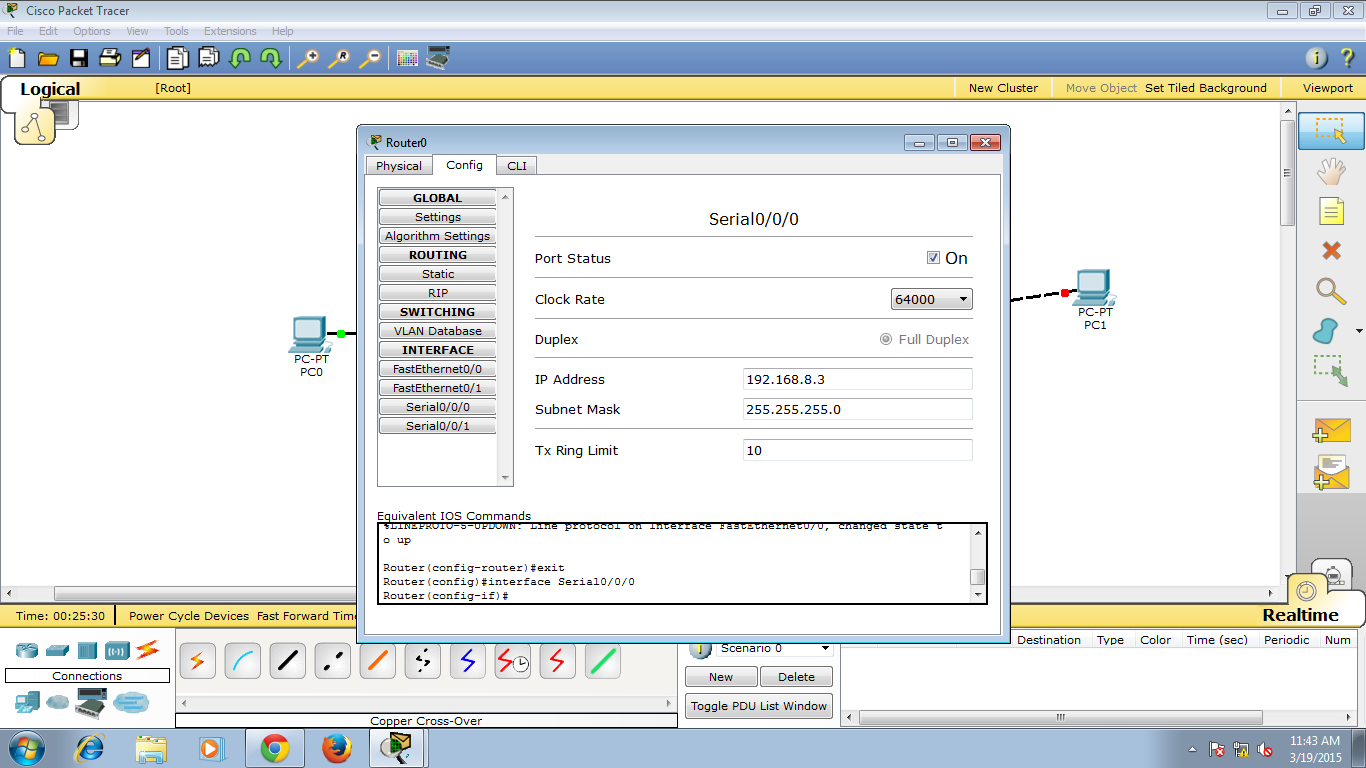 Cisco Packet Tracer
File Edit Options View Tools Extensions Help
Logical
[Root]
New Cluster
Move Object
Set Tiled Background
Viewport
Router0
Physical
Config
CLI
GLOBAL
Settings
Algorithm Settings
ROUTING
Static
RIP
SWITCHING
VLAN Database
INTERFACE
FastEthernet0/0
FastEthernet0/1
Serial0/0/0
Serial0/0/1
Serial0/0/0
Port Status
On
Clock Rate
64000
Duplex
Full Duplex
IP Address
192.168.8.3
Subnet Mask
255.255.255.0
Tx Ring Limit
10
Equivalent IOS Commands
%LINEPROTO-5-UPDOWN: Line protocol on Interface FastEthernet0/0, changed state t
o up
Router(config-router)#exit
Router(config)#interface Serial0/0/0
Router(config-if)#
PC-PT
PC0
PC-PT
PC1
Time: 00:25:30
Power Cycle Devices
Fast Forward Time
Realtime
Connections
Copper Cross-Over
Scenario 0
New
Delete
Toggle PDU List Window
Destination
Type
Color
Time (sec)
Periodic
Num
11:43 AM
3/19/2015